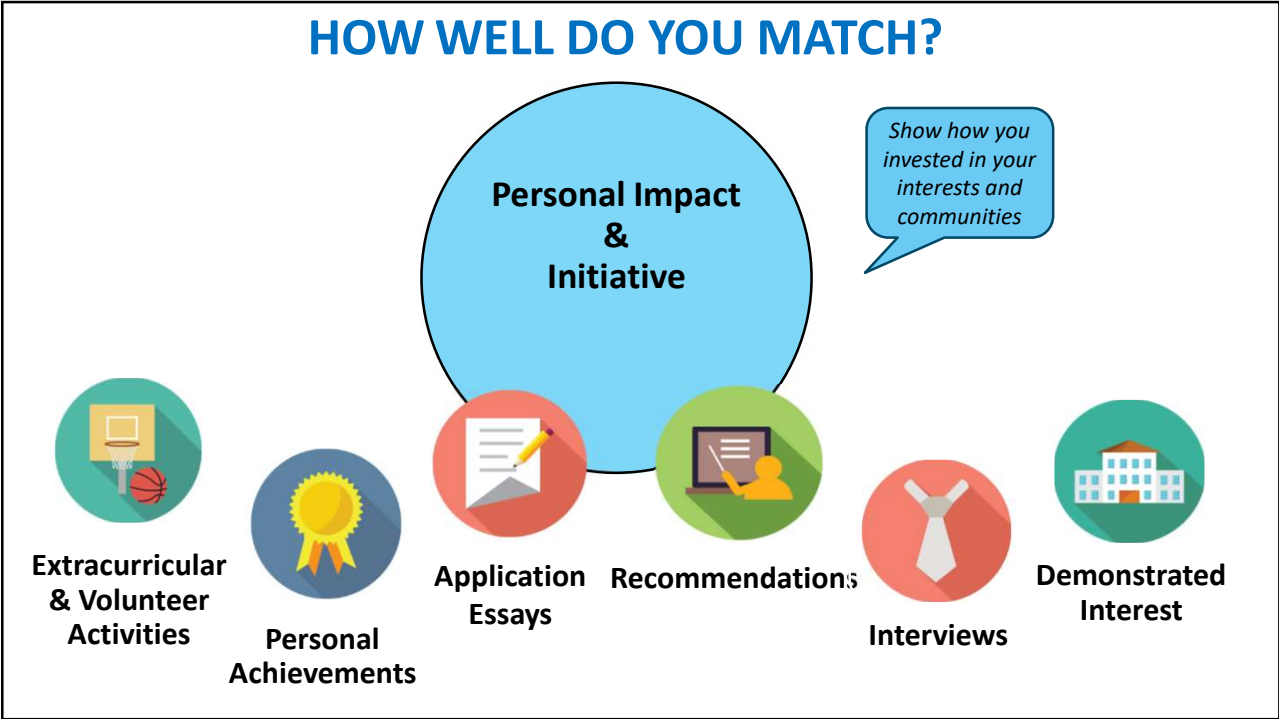 HOW WELL DO YOU MATCH?
Personal Impact
&
Initiative
Show how you
invested in your
interests and
communities
Extracurricular
& Volunteer
Activities
Personal
Achievements
Application
Essays
Recommendations
Interviews
Demonstrated
Interest